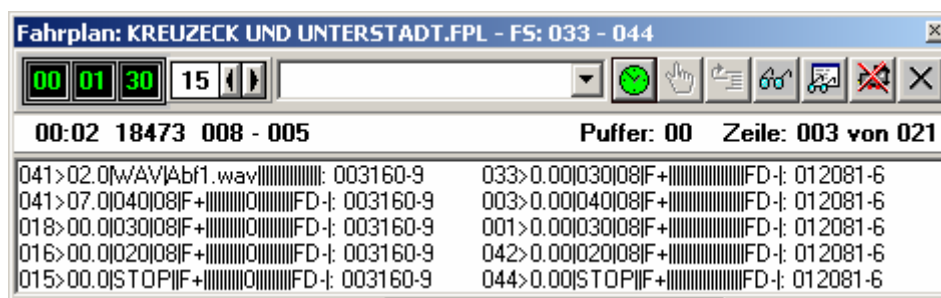 Fahrplan: KREUZECK UND UNTERSTADT.FPL - FS: 033 - 044
00 01 30 15
00:02 18473 008 - 005 Puffer: 00 Zeile: 003 von 021
041>02.0|WAV|Abf1.wav||||||||||||||||: 003160-9 033>0.00|030|08|F+||||||||||||||||||FD-|: 012081-6
041>07.0|040|08|F+|||||||||0|||||||||FD-|: 003160-9 003>0.00|040|08|F+||||||||||||||||||FD-|: 012081-6
018>00.0|030|08|F+|||||||||0|||||||||FD-|: 003160-9 001>0.00|030|08|F+||||||||||||||||||FD-|: 012081-6
016>00.0|020|08|F+|||||||||0|||||||||FD-|: 003160-9 042>0.00|020|08|F+||||||||||||||||||FD-|: 012081-6
015>00.0|STOP||F+|||||||||0|||||||||FD-|: 003160-9 044>0.00|STOP||F+||||||||||||||||||FD-|: 012081-6